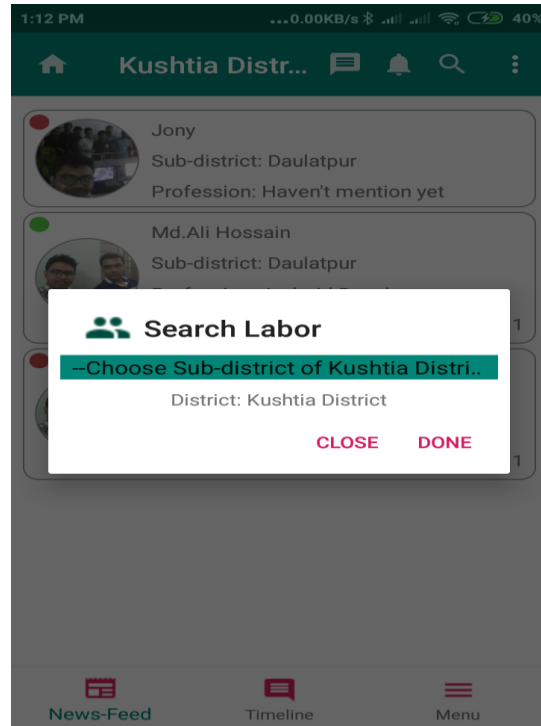 1:12 PM ...0.00KB/s 40%
Kushtia Distr...
Jony
Sub-district: Daulatpur
Profession: Haven't mention yet
Md.Ali Hossain
Sub-district: Daulatpur
1
Search Labor
--Choose Sub-district of Kushtia Distri..
District: Kushtia District
CLOSE DONE
1
News-Feed Timeline Menu